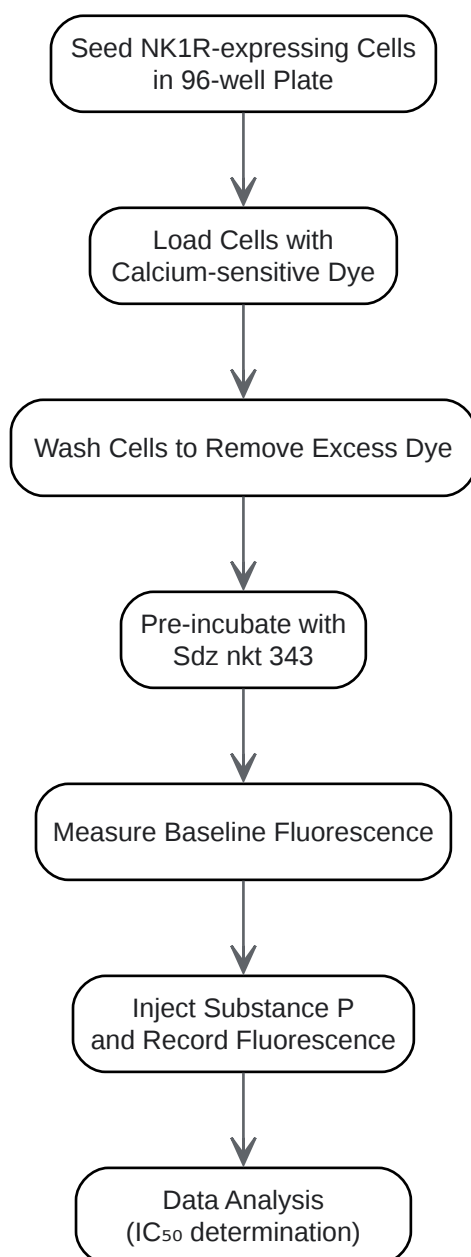 Seed NK1R-expressing Cells
in 96-well Plate
Load Cells with
Calcium-sensitive Dye
Wash Cells to Remove Excess Dye
Pre-incubate with
Sdz nkt 343
Measure Baseline Fluorescence
Inject Substance P
and Record Fluorescence
Data Analysis
(IC₅₀ determination)